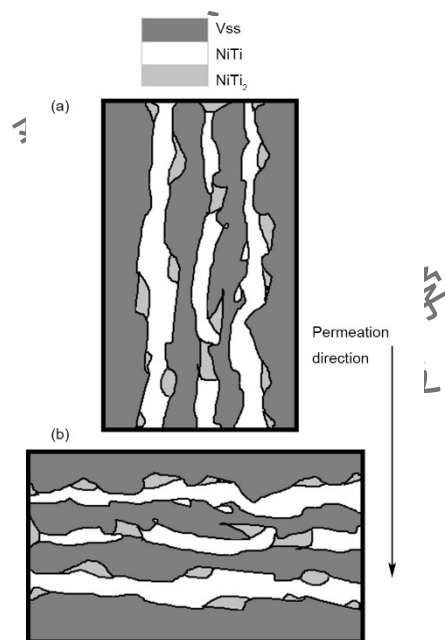 Vss
NiTi
NiTi₂
(a)
Permeation
direction
(b)